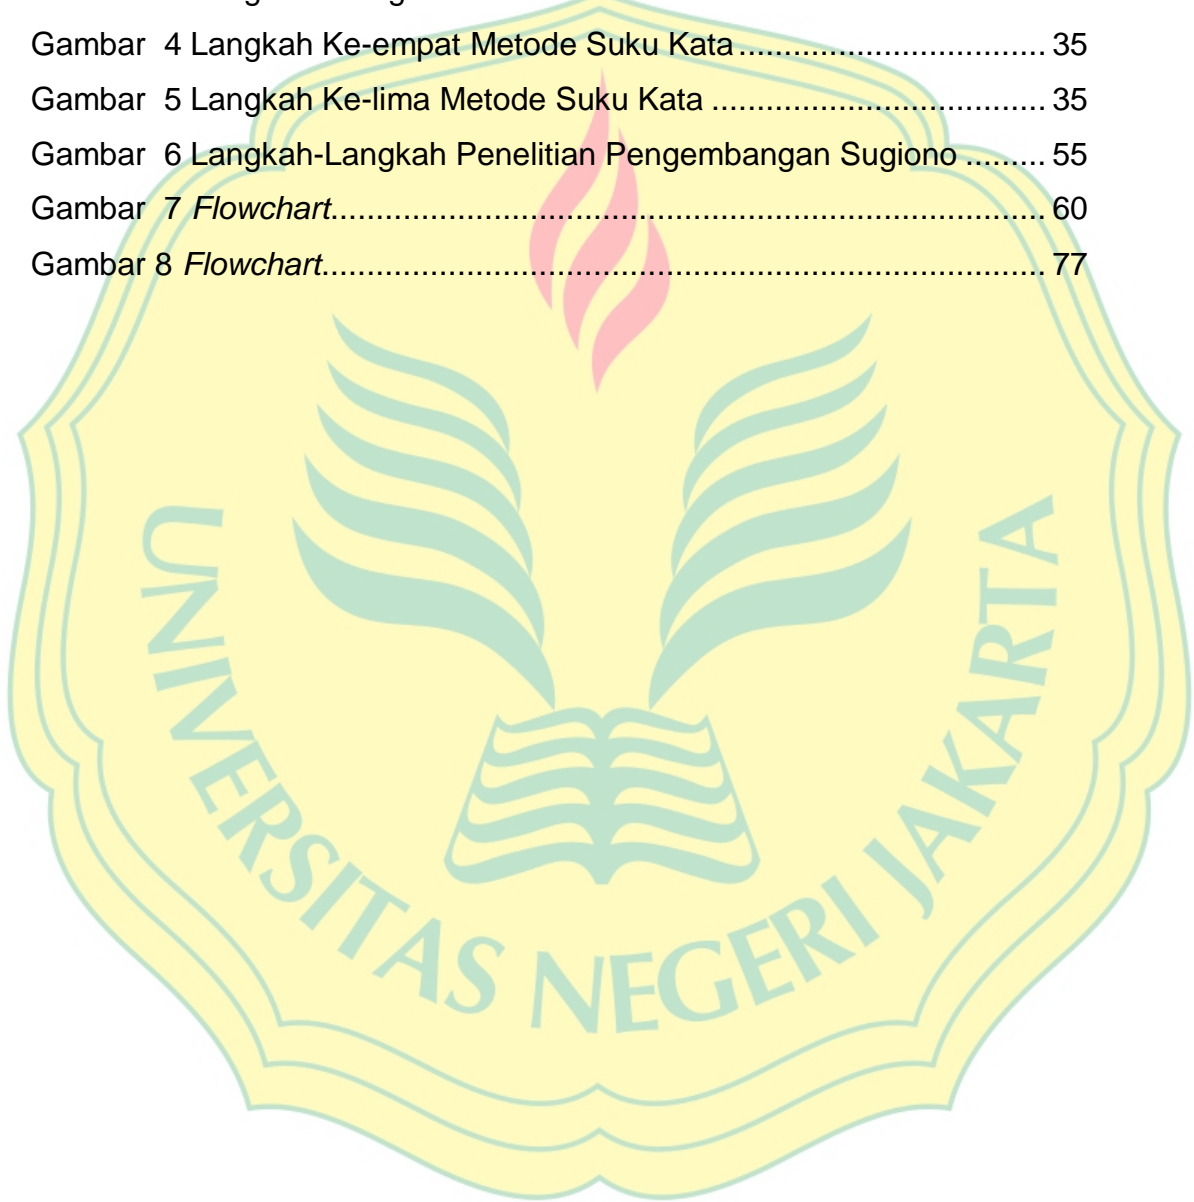 Gambar  4 Langkah Ke-empat Metode Suku Kata.................................. 35
Gambar  5 Langkah Ke-lima Metode Suku Kata ..................................... 35
Gambar  6 Langkah-Langkah Penelitian Pengembangan Sugiono ......... 55
Gambar  7 Flowchart............................................................................... 60
Gambar 8 Flowchart................................................................................ 77
UNIVERSITAS NEGERI JAKARTA